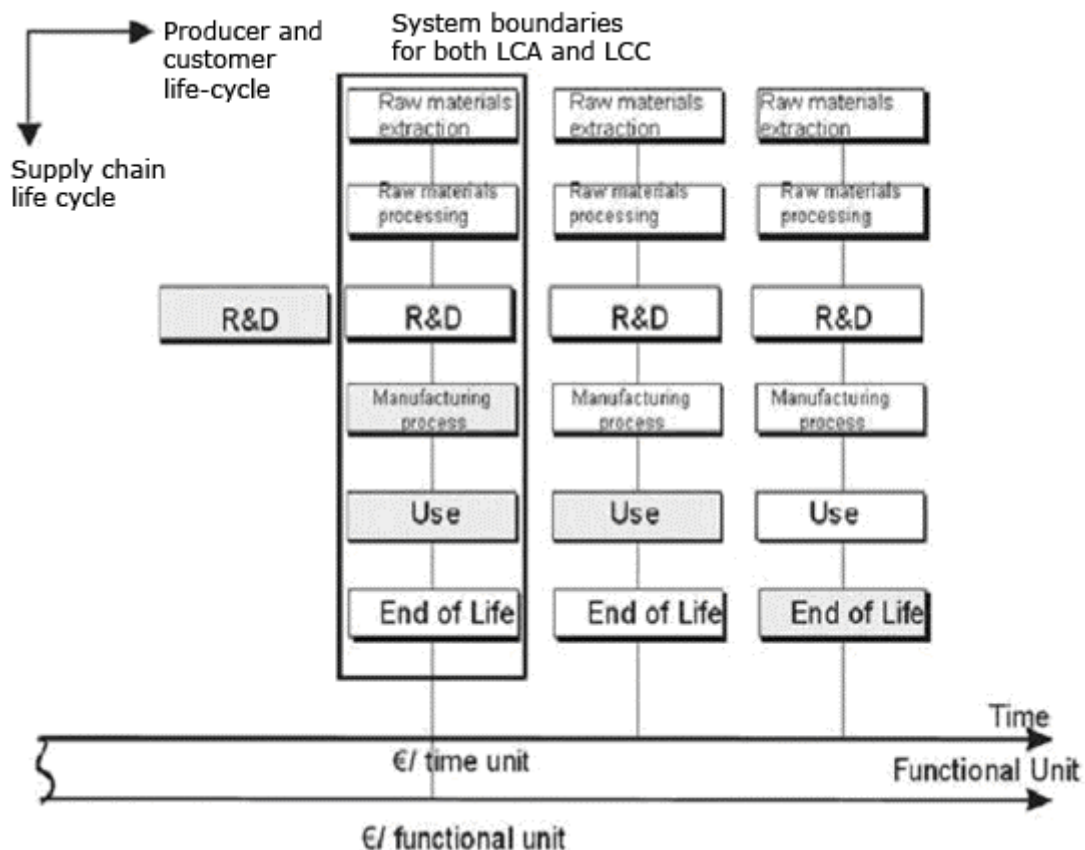 Producer and
customer
life-cycle
System boundaries
for both LCA and LCC
Supply chain
life cycle
Raw materials
extraction
Raw materials
extraction
Raw materials
extraction
Raw materials
processing
Raw materials
processing
Raw materials
processing
R&D
R&D
R&D
R&D
Manufacturing
process
Manufacturing
process
Manufacturing
process
Use
Use
Use
End of Life
End of Life
End of Life
Time
€/ time unit
Functional Unit
€/ functional unit